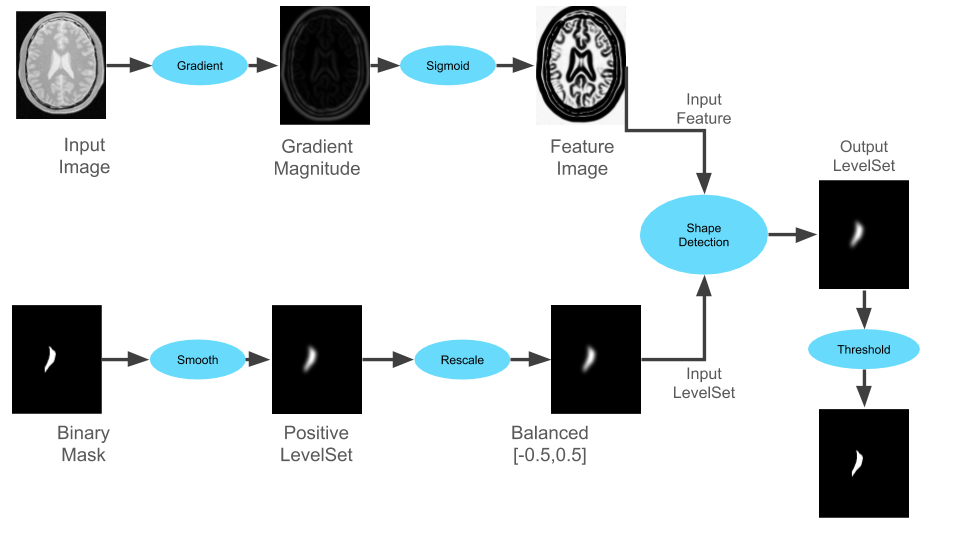 Gradient
Sigmoid
Input
Image
Gradient
Magnitude
Feature
Image
Input
Feature
Output
LevelSet
Shape
Detection
Smooth
Rescale
Threshold
Input
LevelSet
Binary
Mask
Positive
LevelSet
Balanced
[-0.5,0.5]